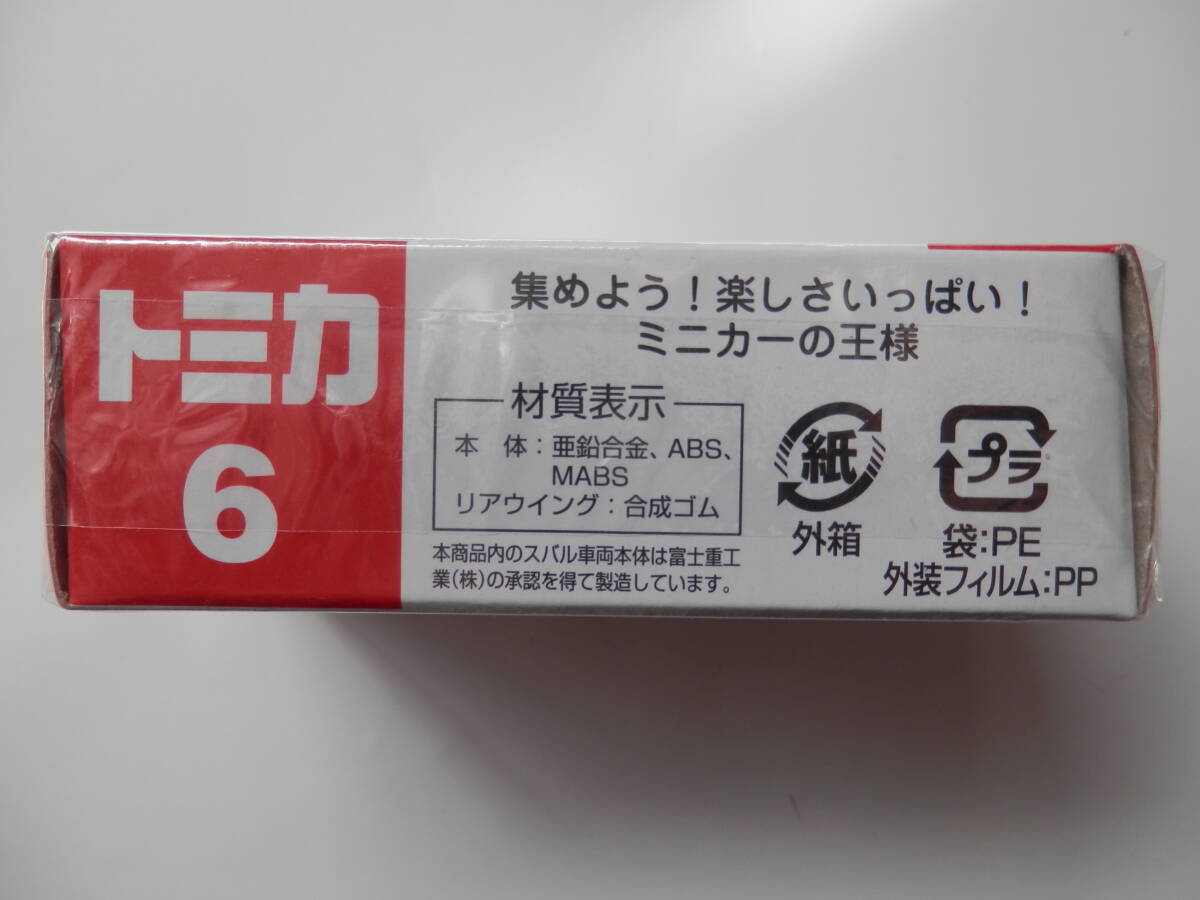 トミカ
6
集めよう！楽しさいっぱい！
ミニカーの王様
材質表示
本　体：亜鉛合金、ABS、
MABS
リアウイング：合成ゴム
本商品内のスバル車両本体は富士重工
業(株)の承認を得て製造しています。
紙
外箱
プラ
袋：PE
外装フィルム：PP